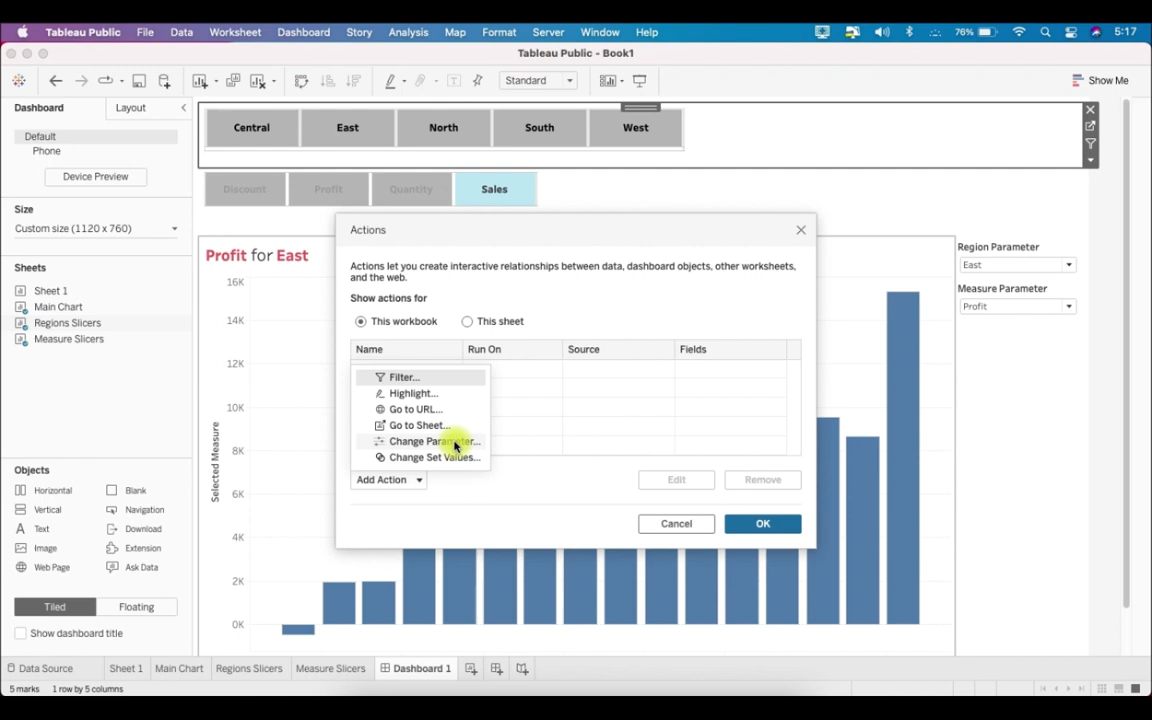 Tableau Public File Data Worksheet Dashboard Story Analysis Map Format Server Window Help 76% 5:17
Tableau Public - Book1
Standard Show Me
Dashboard Layout
Default
Phone
Device Preview
Size
Custom size (1120 x 760)
Sheets
Sheet 1
Main Chart
Regions Slicers
Measure Slicers
Objects
Horizontal Blank
Vertical Navigation
Text Download
Image Extension
Web Page Ask Data
Tiled Floating
Show dashboard title
Central East North South West
Discount Profit Quantity Sales
Profit for East
16K
14K
12K
10K
8K
6K
4K
2K
0K
Selected Measure
Region Parameter
East
Measure Parameter
Profit
Actions
Actions let you create interactive relationships between data, dashboard objects, other worksheets,
and the web.
Show actions for
This workbook This sheet
Name Run On Source Fields
Filter...
Highlight...
Go to URL...
Go to Sheet...
Change Parameter...
Change Set Values...
Add Action Edit Remove
Cancel OK
Data Source Sheet 1 Main Chart Regions Slicers Measure Slicers Dashboard 1
5 marks 1 row by 5 columns